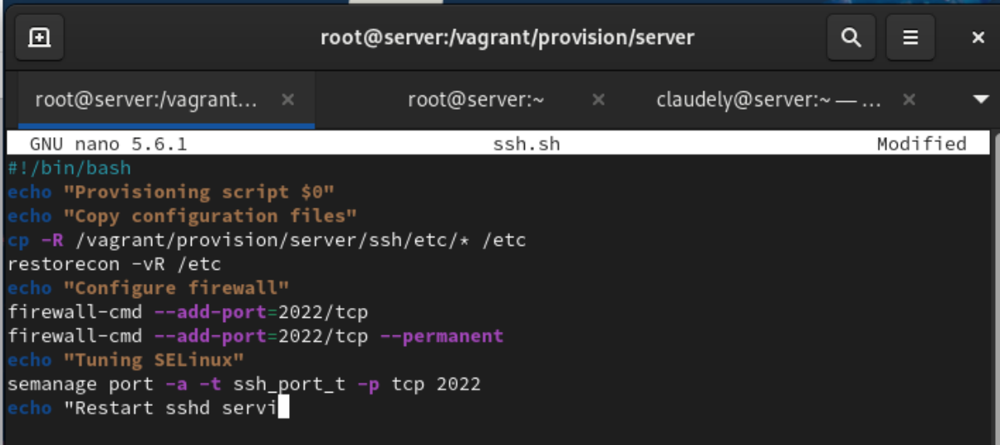 root@server:/vagrant/provision/server
root@server:/vagrant... root@server:~ claudely@server:~ — ...
GNU nano 5.6.1 ssh.sh Modified
#!/bin/bash
echo "Provisioning script $0"
echo "Copy configuration files"
cp -R /vagrant/provision/server/ssh/etc/* /etc
restorecon -vR /etc
echo "Configure firewall"
firewall-cmd --add-port=2022/tcp
firewall-cmd --add-port=2022/tcp --permanent
echo "Tuning SELinux"
semanage port -a -t ssh_port_t -p tcp 2022
echo "Restart sshd servi